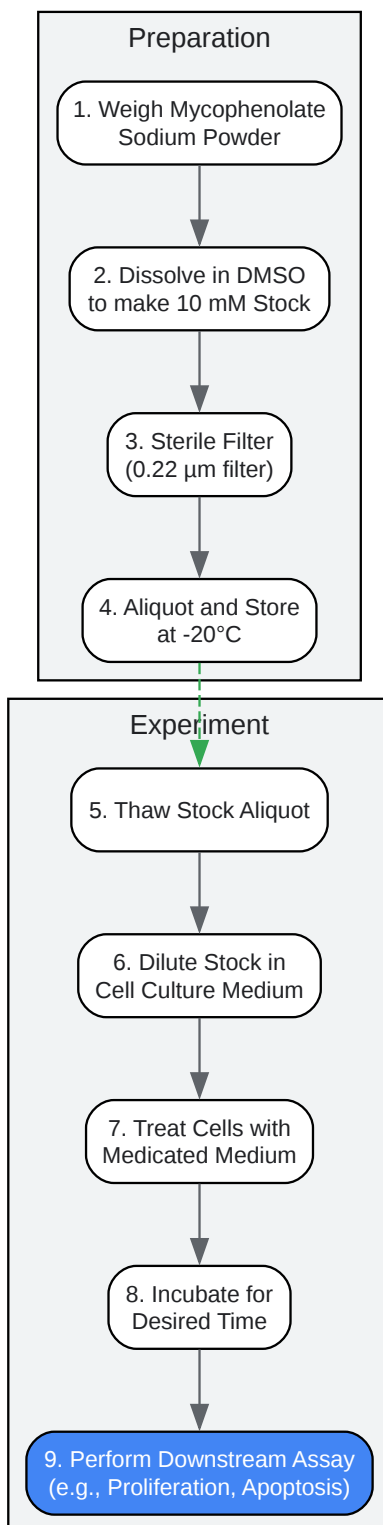 Preparation
1. Weigh Mycophenolate
Sodium Powder
2. Dissolve in DMSO
to make 10 mM Stock
3. Sterile Filter
(0.22 µm filter)
4. Aliquot and Store
at -20°C
Experiment
5. Thaw Stock Aliquot
6. Dilute Stock in
Cell Culture Medium
7. Treat Cells with
Medicated Medium
8. Incubate for
Desired Time
9. Perform Downstream Assay
(e.g., Proliferation, Apoptosis)